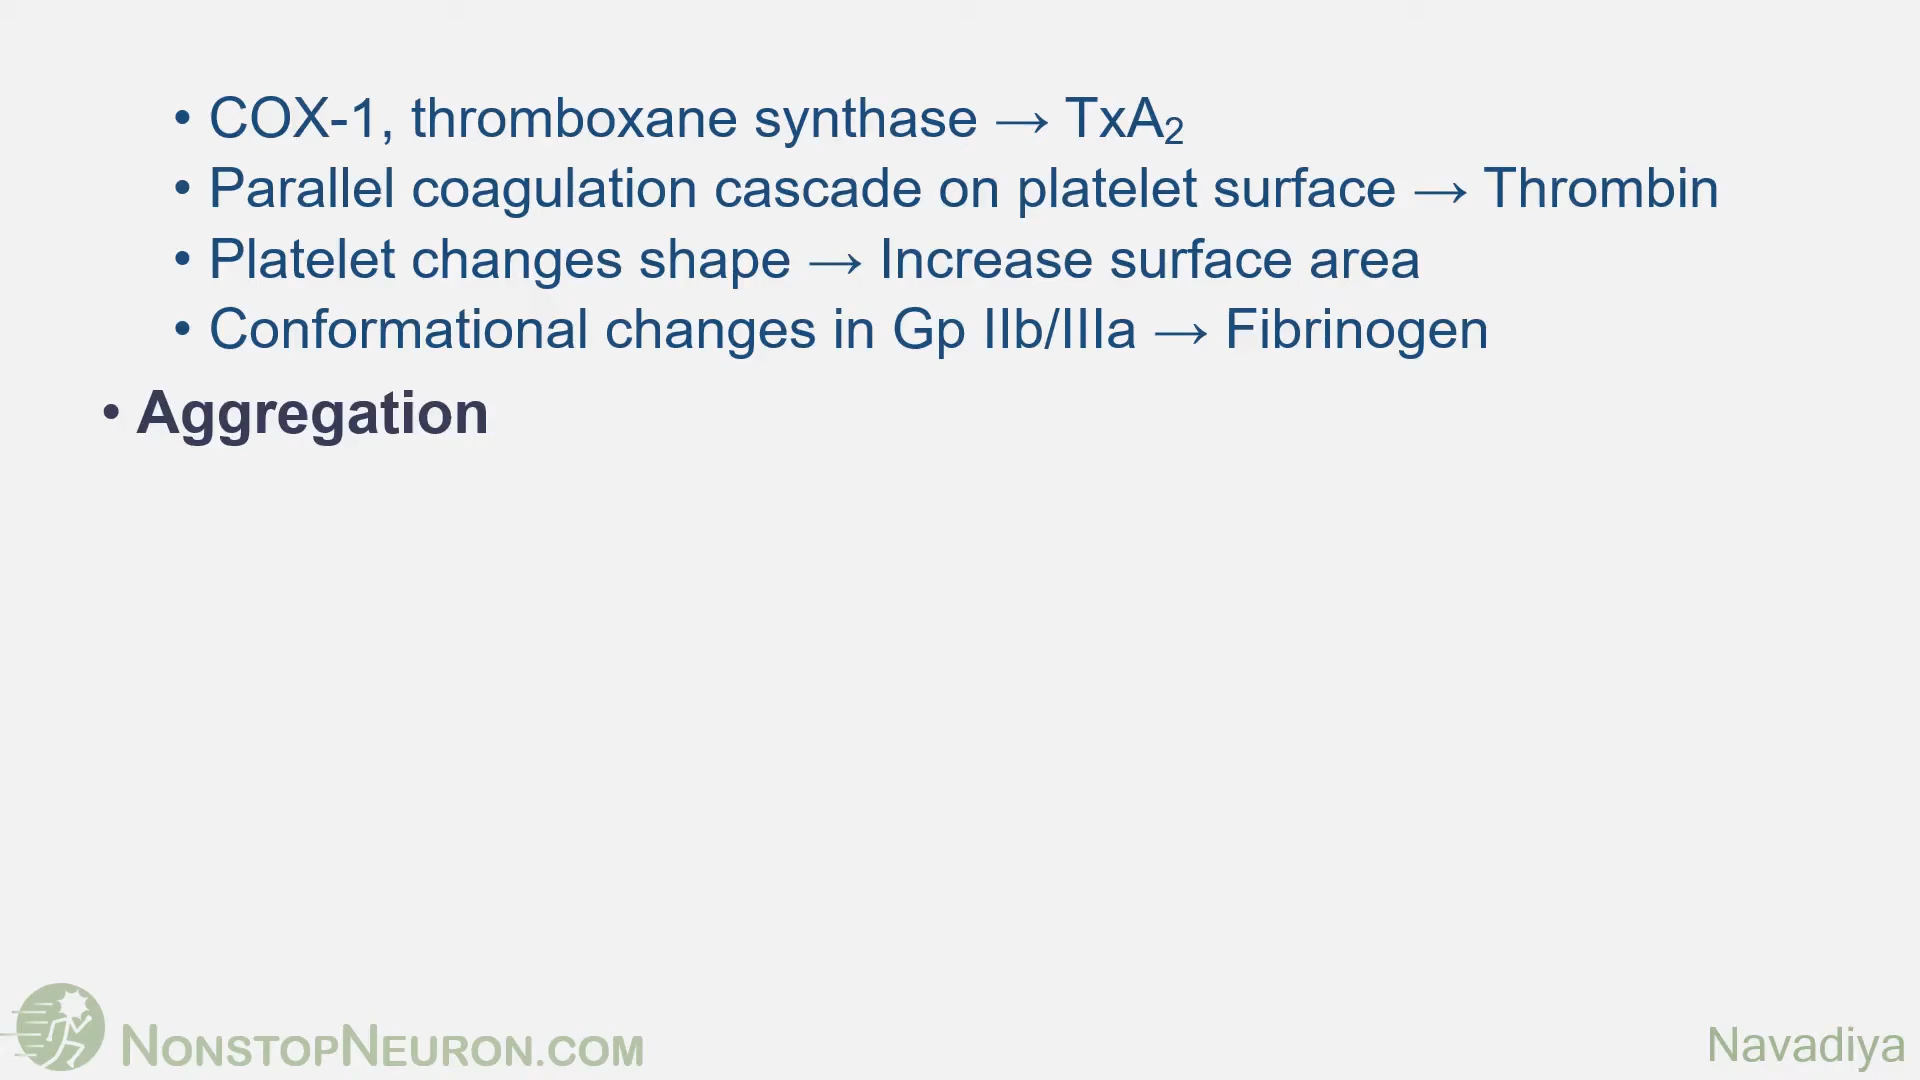 • COX-1, thromboxane synthase → TxA₂
• Parallel coagulation cascade on platelet surface → Thrombin
• Platelet changes shape → Increase surface area
• Conformational changes in Gp IIb/IIIa → Fibrinogen
• Aggregation
NONSTOPNEURON.COM
Navadiya